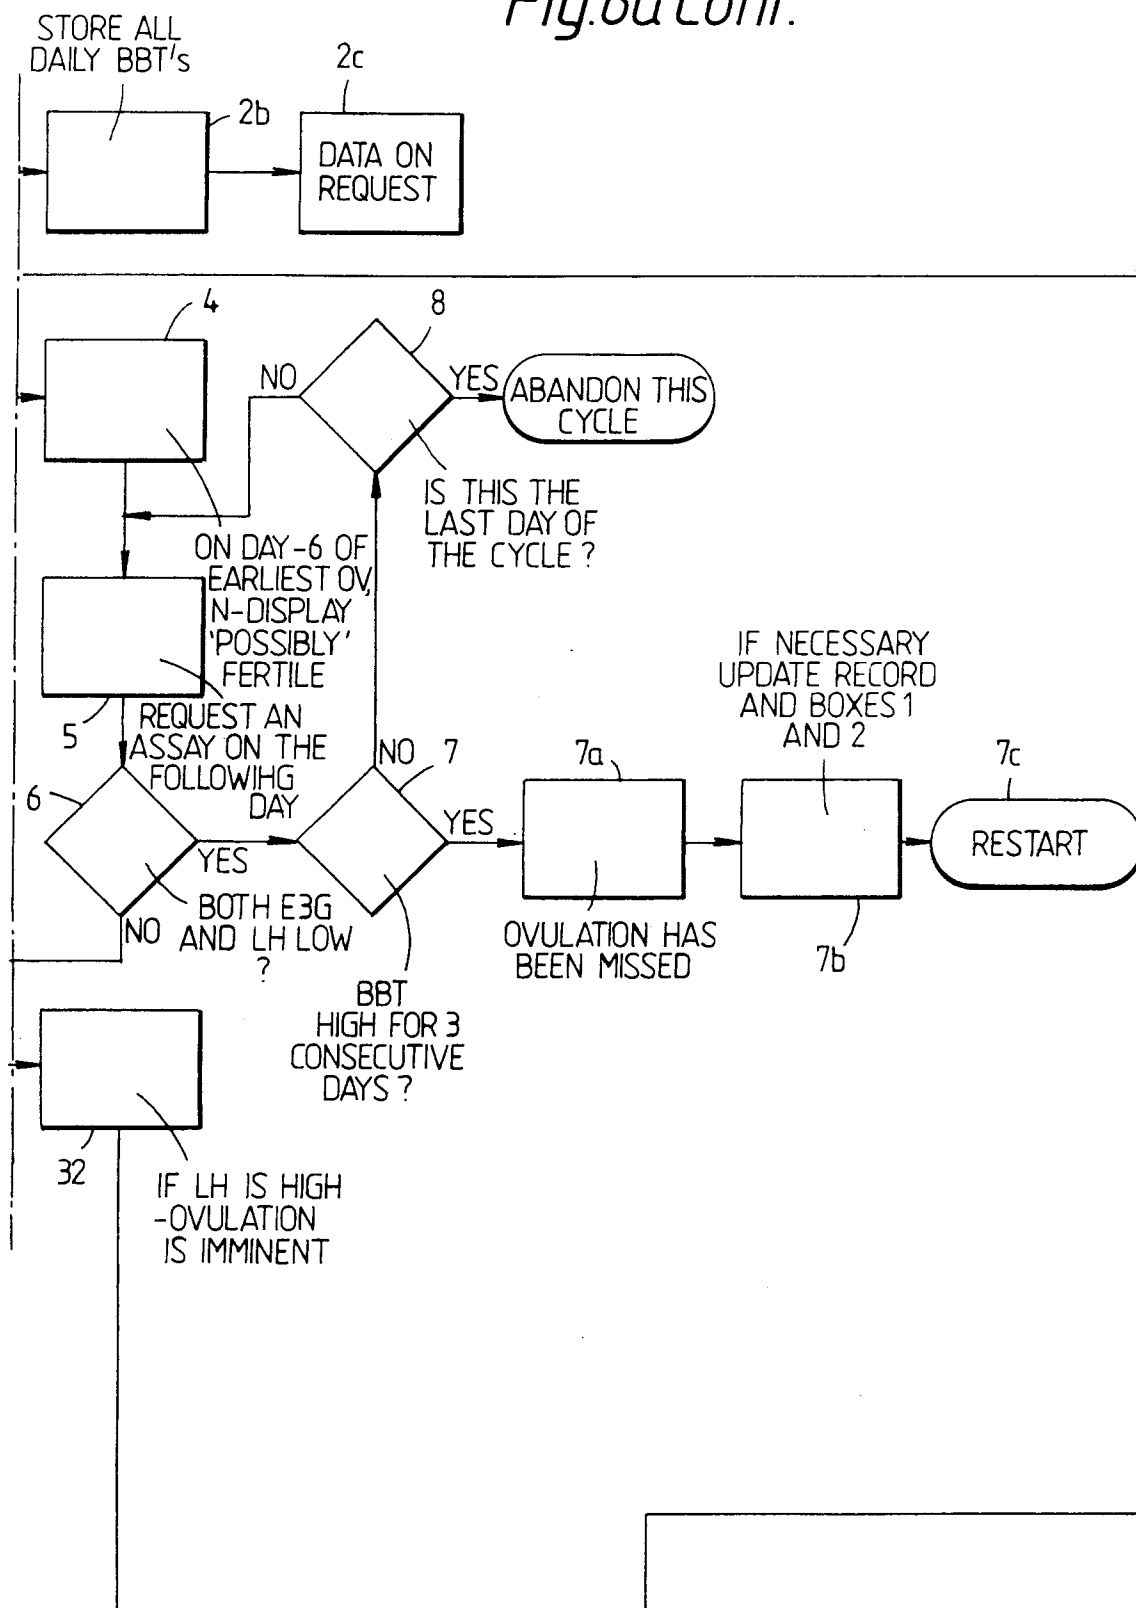 Fig.8a cont.
STORE ALL
DAILY BBT's
2b
2c
DATA ON
REQUEST
4
8
NO
YES
ABANDON THIS
CYCLE
IS THIS THE
LAST DAY OF
THE CYCLE ?
ON DAY-6 OF
EARLIEST OV,
N-DISPLAY
'POSSIBLY'
FERTILE
5
REQUEST AN
ASSAY ON THE
FOLLOWIHG
DAY
6
YES
NO
BOTH E3G
AND LH LOW
?
NO
7
YES
BBT
HIGH FOR 3
CONSECUTIVE
DAYS ?
7a
OVULATION HAS
BEEN MISSED
IF NECESSARY
UPDATE RECORD
AND BOXES 1
AND 2
7b
7c
RESTART
32
IF LH IS HIGH
-OVULATION
IS IMMINENT